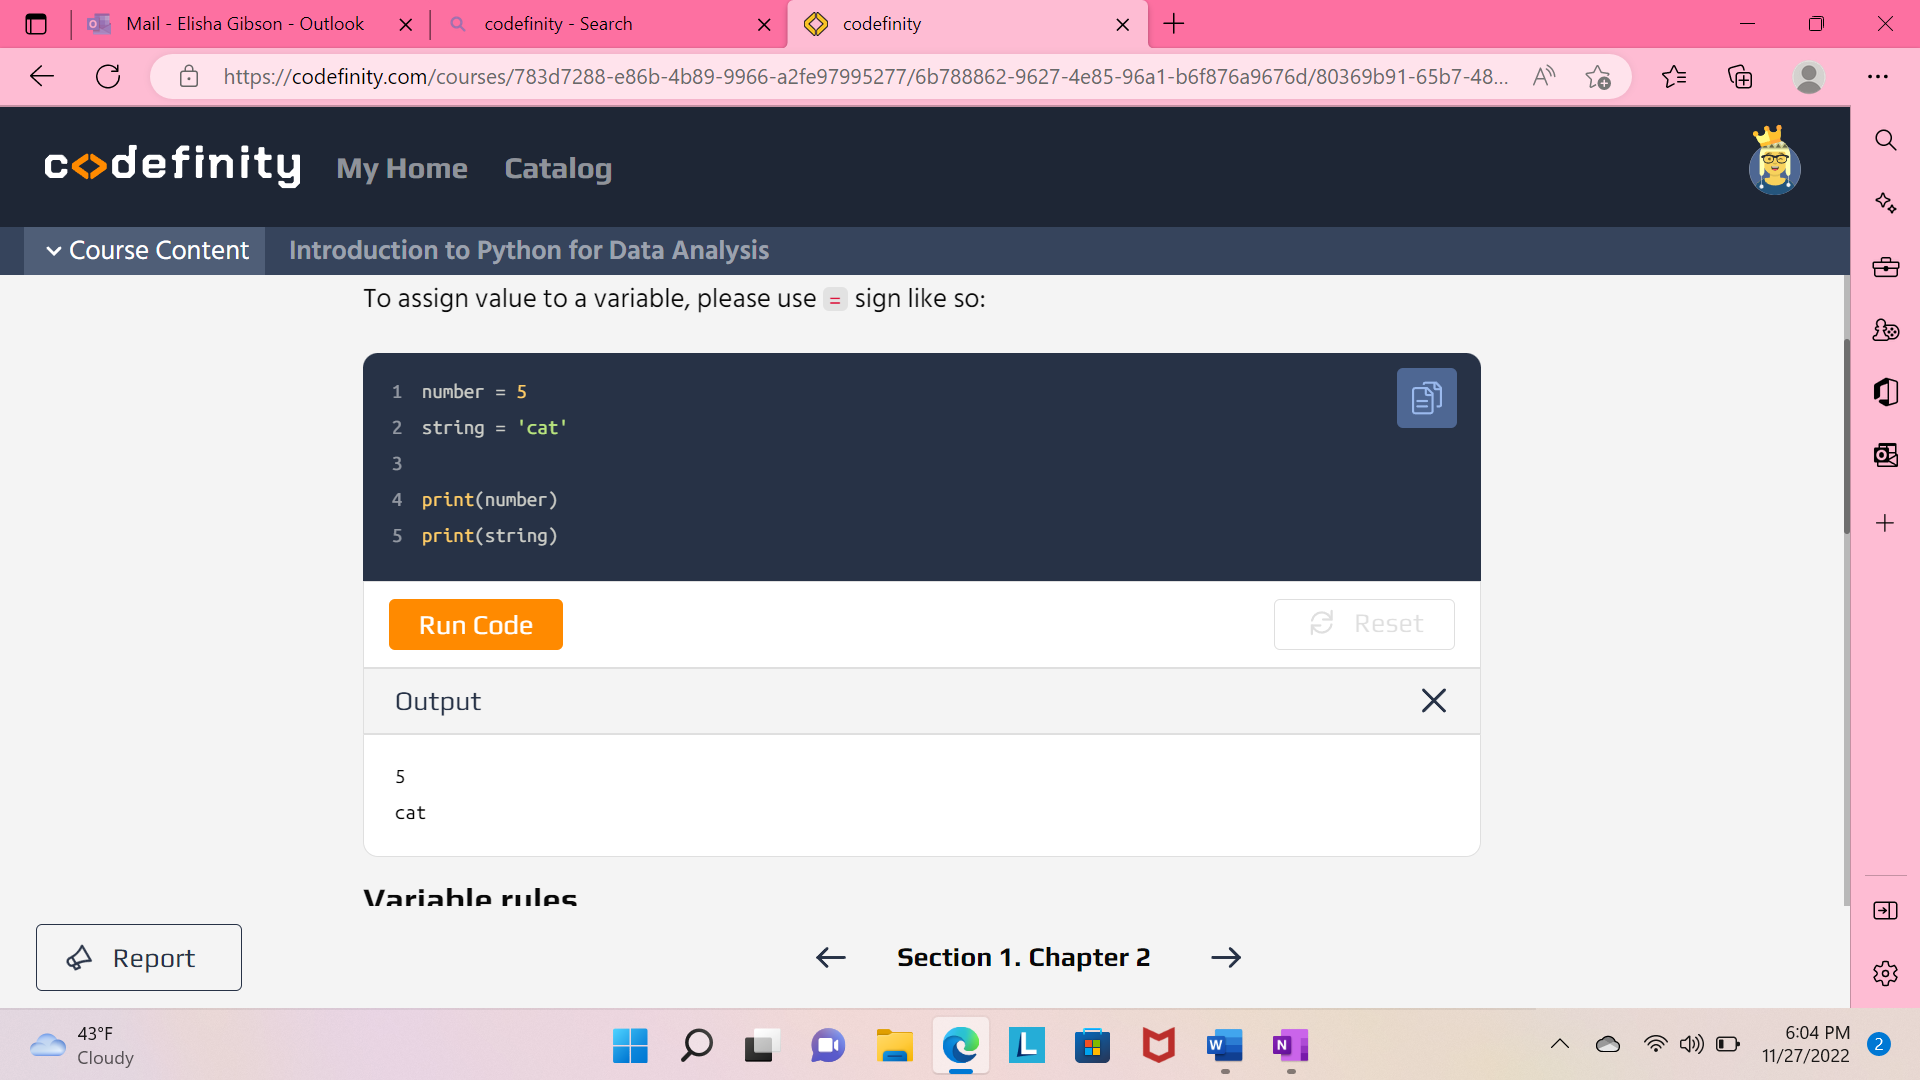 Mail - Elisha Gibson - Outlook
codefinity - Search
codefinity
https://codefinity.com/courses/783d7288-e86b-4b89-9966-a2fe97995277/6b788862-9627-4e85-96a1-b6f876a9676d/80369b91-65b7-48...
codefinity
My Home
Catalog
Course Content
Introduction to Python for Data Analysis
To assign value to a variable, please use = sign like so:
1 number = 5
2 string = 'cat'
3
4 print(number)
5 print(string)
Run Code
Reset
Output
5
cat
Variable rules
Report
Section 1. Chapter 2
43°F
Cloudy
6:04 PM
11/27/2022
2